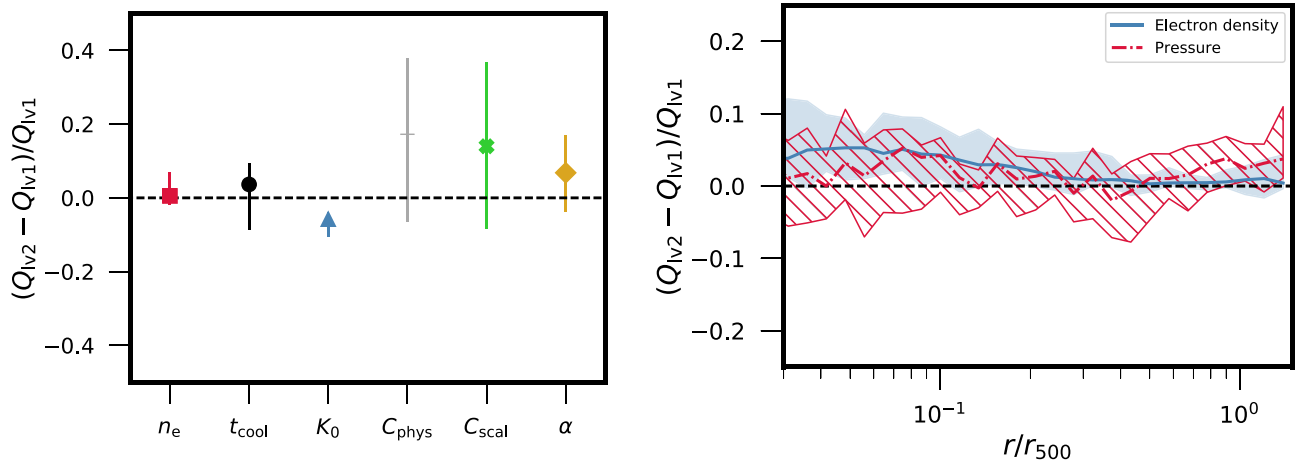 (Q_lv2 − Q_lv1)/Q_lv1
0.4
0.2
0.0
−0.2
−0.4
n_e
t_cool
K_0
C_phys
C_scal
α
(Q_lv2 − Q_lv1)/Q_lv1
0.2
0.1
0.0
−0.1
−0.2
Electron density
Pressure
10^−1
10^0
r/r_500